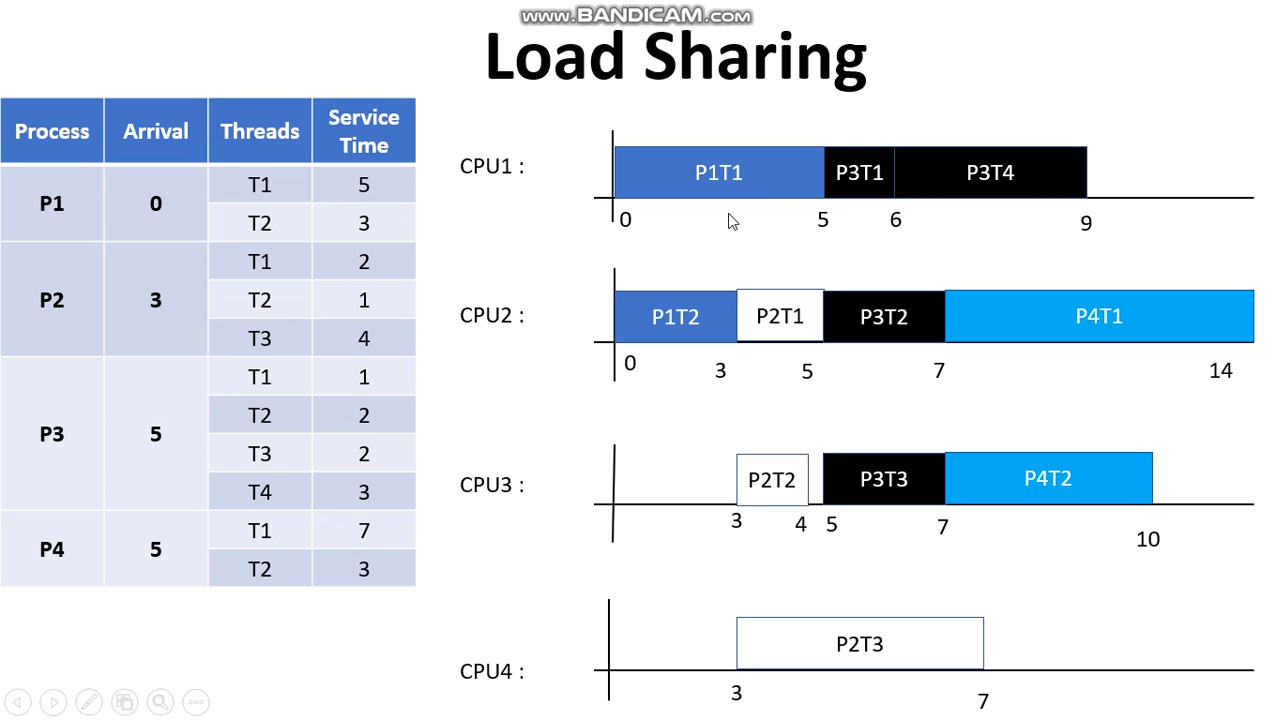 www.BANDICAM.com
Load Sharing
Process Arrival Threads Service Time
P1 0 T1 5
T2 3
P2 3 T1 2
T2 1
T3 4
P3 5 T1 1
T2 2
T3 2
T4 3
P4 5 T1 7
T2 3
CPU1 : P1T1 P3T1 P3T4
0 5 6 9
CPU2 : P1T2 P2T1 P3T2 P4T1
0 3 5 7 14
CPU3 : P2T2 P3T3 P4T2
3 4 5 7 10
CPU4 : P2T3
3 7